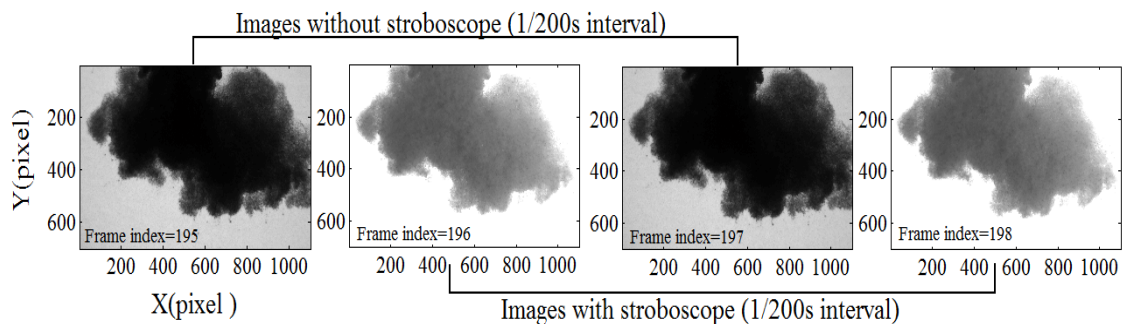 Images without stroboscope (1/200s interval)
Y(pixel)
200
400
600
Frame index=195
200
400
600
Frame index=196
200
400
600
Frame index=197
200
400
600
Frame index=198
200 400 600 800 1000
200 400 600 800 1000
200 400 600 800 1000
200 400 600 800 1000
X(pixel )
Images with stroboscope (1/200s interval)